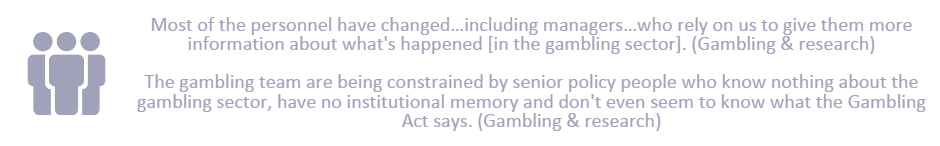 Most of the personnel have changed…including managers…who rely on us to give them more
information about what's happened [in the gambling sector]. (Gambling & research)
The gambling team are being constrained by senior policy people who know nothing about the
gambling sector, have no institutional memory and don't even seem to know what the Gambling
Act says. (Gambling & research)